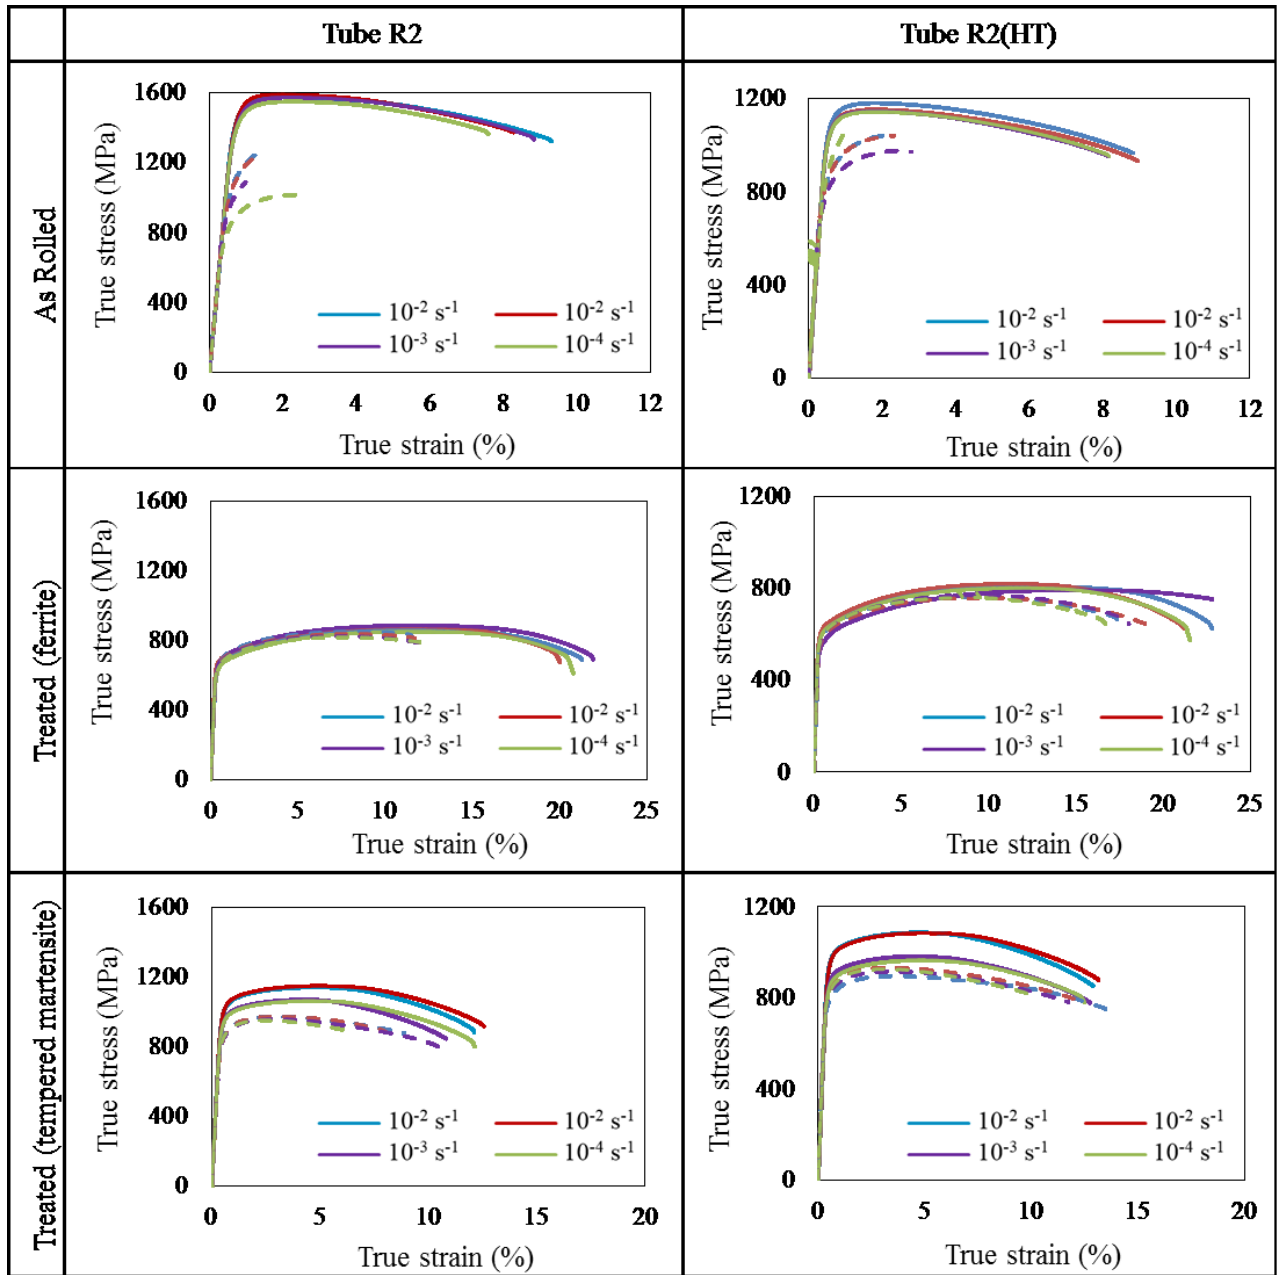 Tube R2
Tube R2(HT)
As Rolled
True stress (MPa)
1600
1200
800
400
0
0 2 4 6 8 10 12
True strain (%)
10⁻² s⁻¹ 10⁻² s⁻¹
10⁻³ s⁻¹ 10⁻⁴ s⁻¹
True stress (MPa)
1200
800
400
0
0 2 4 6 8 10 12
True strain (%)
10⁻² s⁻¹ 10⁻² s⁻¹
10⁻³ s⁻¹ 10⁻⁴ s⁻¹
Treated (ferrite)
True stress (MPa)
1600
1200
800
400
0
0 5 10 15 20 25
True strain (%)
10⁻² s⁻¹ 10⁻² s⁻¹
10⁻³ s⁻¹ 10⁻⁴ s⁻¹
True stress (MPa)
1200
800
400
0
0 5 10 15 20 25
True strain (%)
10⁻² s⁻¹ 10⁻² s⁻¹
10⁻³ s⁻¹ 10⁻⁴ s⁻¹
Treated (tempered martensite)
True stress (MPa)
1600
1200
800
400
0
0 5 10 15 20
True strain (%)
10⁻² s⁻¹ 10⁻² s⁻¹
10⁻³ s⁻¹ 10⁻⁴ s⁻¹
True stress (MPa)
1200
800
400
0
0 5 10 15 20
True strain (%)
10⁻² s⁻¹ 10⁻² s⁻¹
10⁻³ s⁻¹ 10⁻⁴ s⁻¹